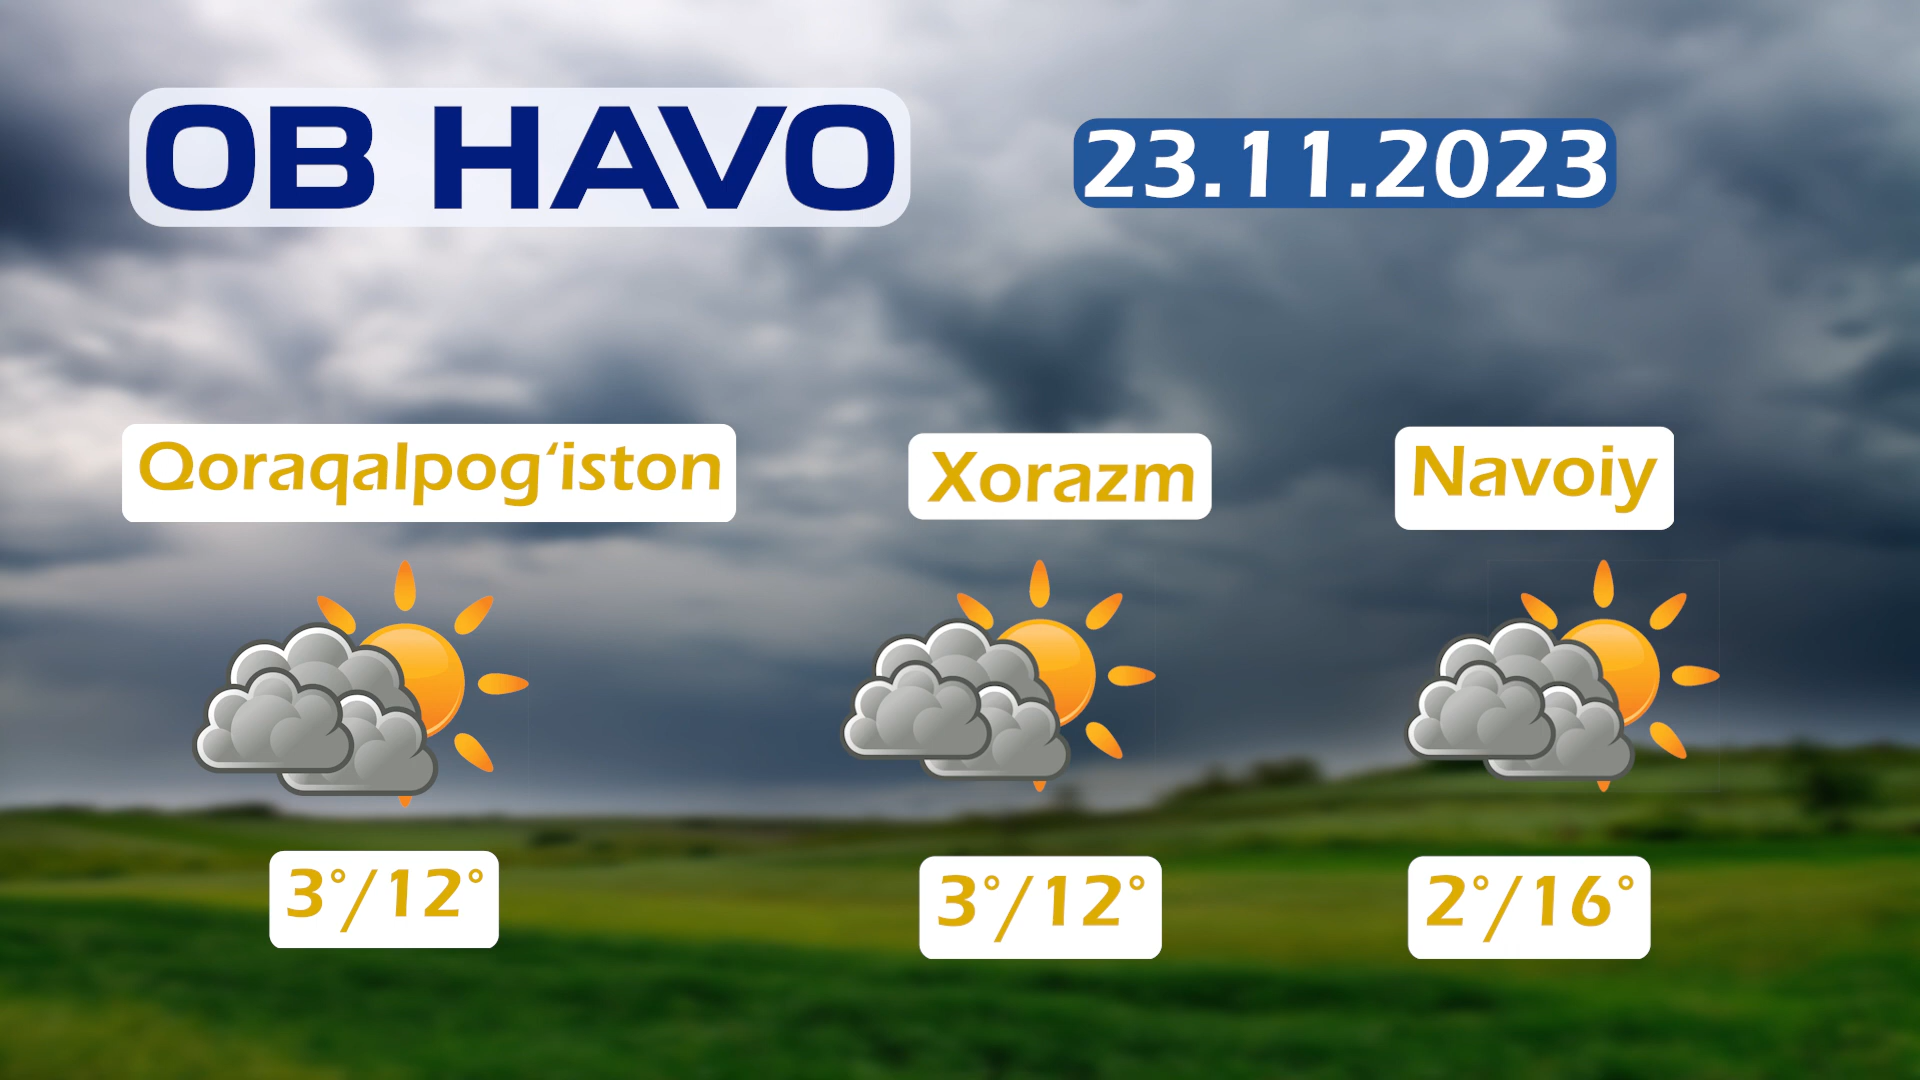 OB HAVO
23.11.2023
Qoraqalpog‘iston
Xorazm
Navoiy
3°/12°
3°/12°
2°/16°